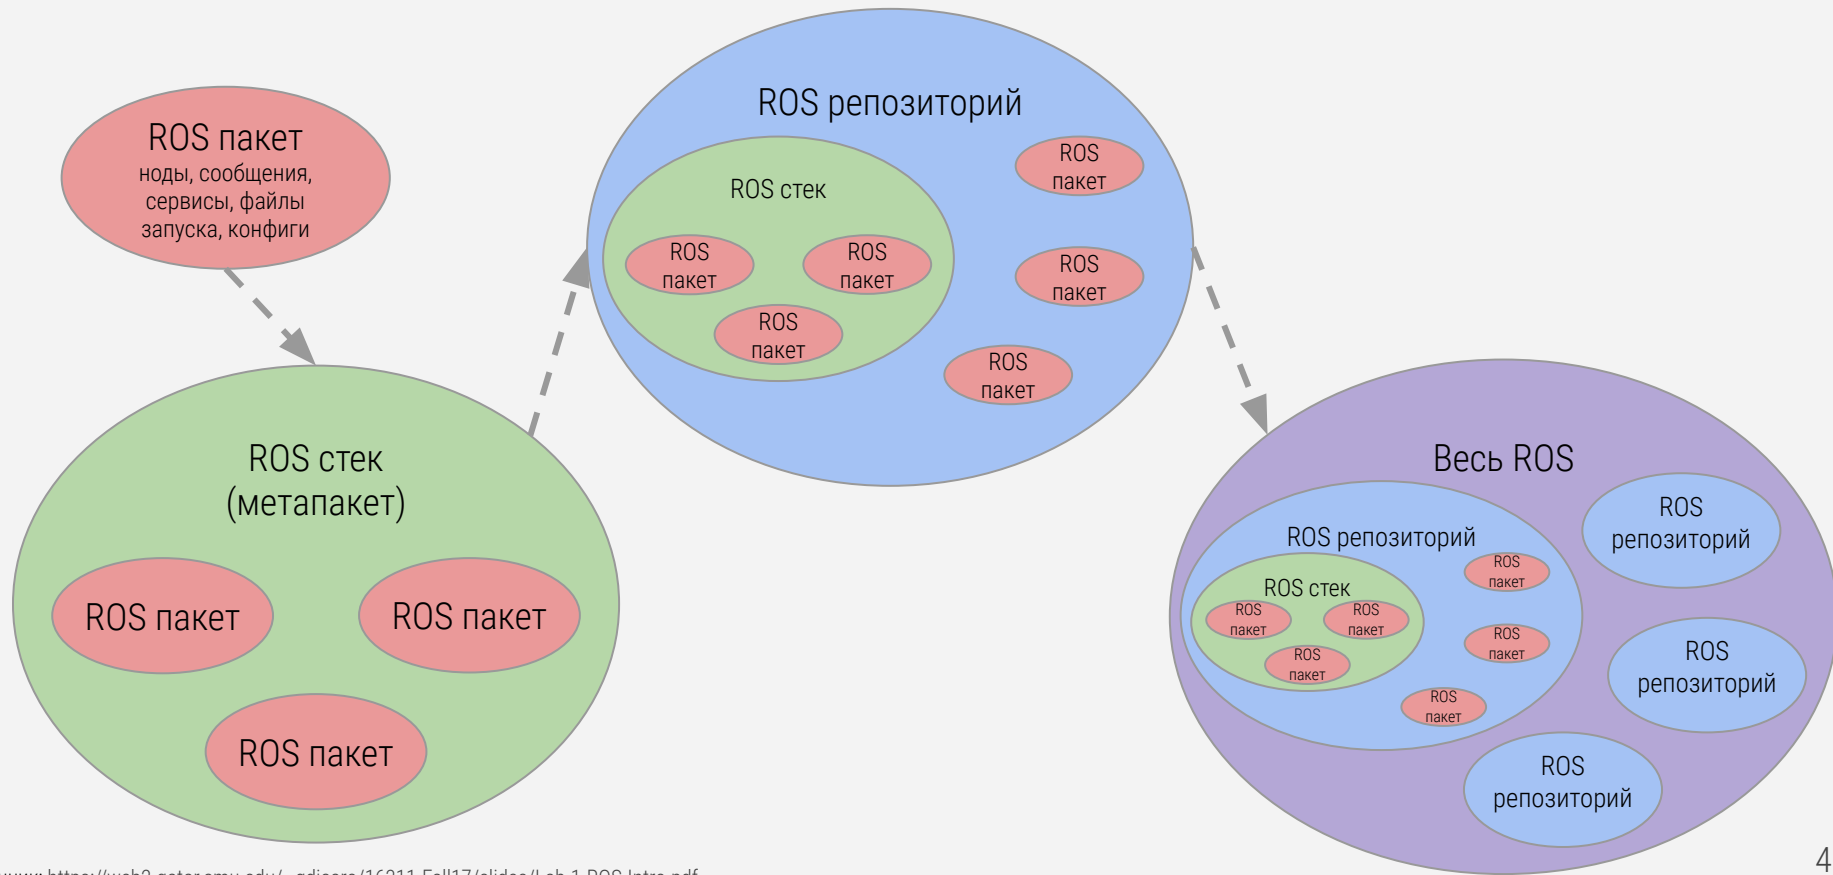 ROS пакет
ноды, сообщения,
сервисы, файлы
запуска, конфиги
ROS стек
(метапакет)
ROS пакет
ROS пакет
ROS пакет
ROS репозиторий
ROS стек
ROS
пакет
ROS
пакет
ROS
пакет
ROS
пакет
ROS
пакет
ROS
пакет
Весь ROS
ROS репозиторий
ROS стек
ROS
пакет
ROS
пакет
ROS
пакет
ROS
пакет
ROS
пакет
ROS
пакет
ROS
репозиторий
ROS
репозиторий
ROS
репозиторий
4